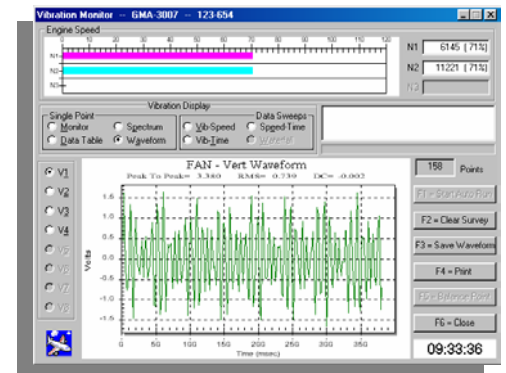 Vibration Monitor -- GMA-3007 -- 123-654
Engine Speed
0 10 20 30 40 50 60 70 80 90 100 110 120
N1-
N2-
N3-
N1 6145 ( 71%)
N2 11221 ( 71%)
N3
Vibration Display
Single Point
Data Sweeps
Monitor
Spectrum
Vib-Speed
Speed-Time
Data Table
Waveform
Vib-Time
Waterfall
V1
V2
V3
V4
V5
V6
V7
V8
FAN - Vert Waveform
Peak To Peak= 3.380 RMS= 0.739 DC= -0.002
Volts
1.5
1.0
0.5
0.0
-0.5
-1.0
-1.5
0 50 100 150 200 250 300 350
Time (msec)
158 Points
F1 = Start Auto Run
F2 = Clear Survey
F3 = Save Waveform
F4 = Print
F5 = Balance Point
F6 = Close
09:33:36